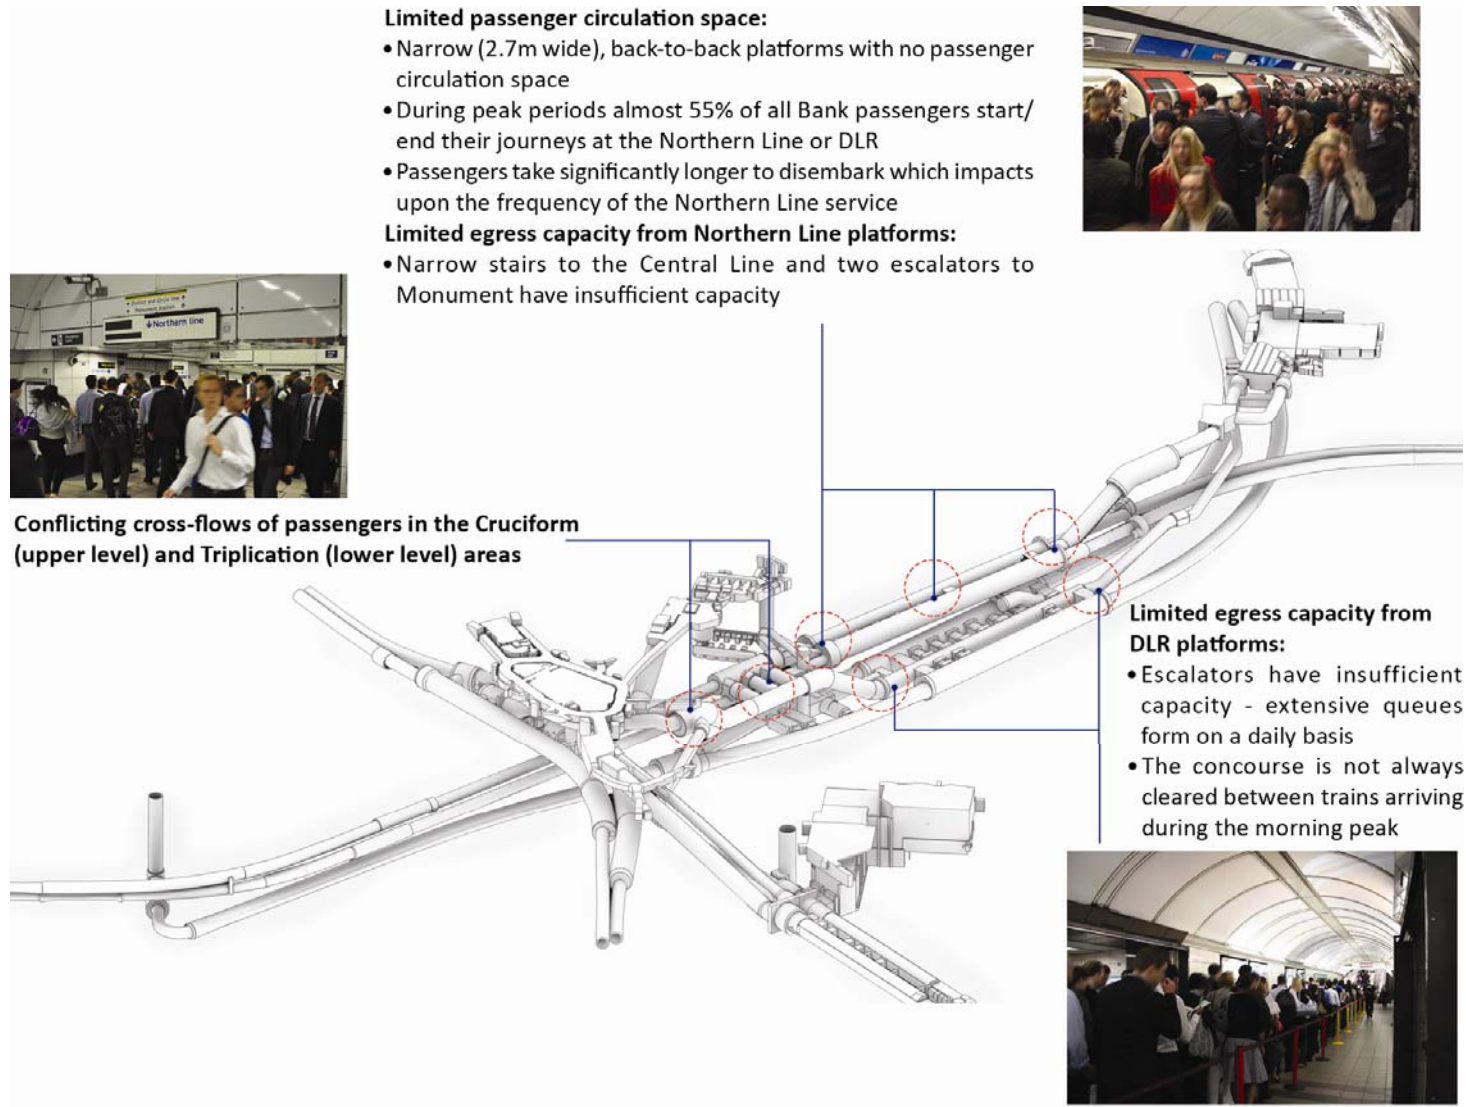 Limited passenger circulation space:
•Narrow (2.7m wide), back-to-back platforms with no passenger
circulation space
•During peak periods almost 55% of all Bank passengers start/
end their journeys at the Northern Line or DLR
•Passengers take significantly longer to disembark which impacts
upon the frequency of the Northern Line service
Limited egress capacity from Northern Line platforms:
•Narrow stairs to the Central Line and two escalators to
Monument have insufficient capacity
Northern line
Conflicting cross-flows of passengers in the Cruciform
(upper level) and Triplication (lower level) areas
Limited egress capacity from
DLR platforms:
•Escalators have insufficient
capacity - extensive queues
form on a daily basis
•The concourse is not always
cleared between trains arriving
during the morning peak